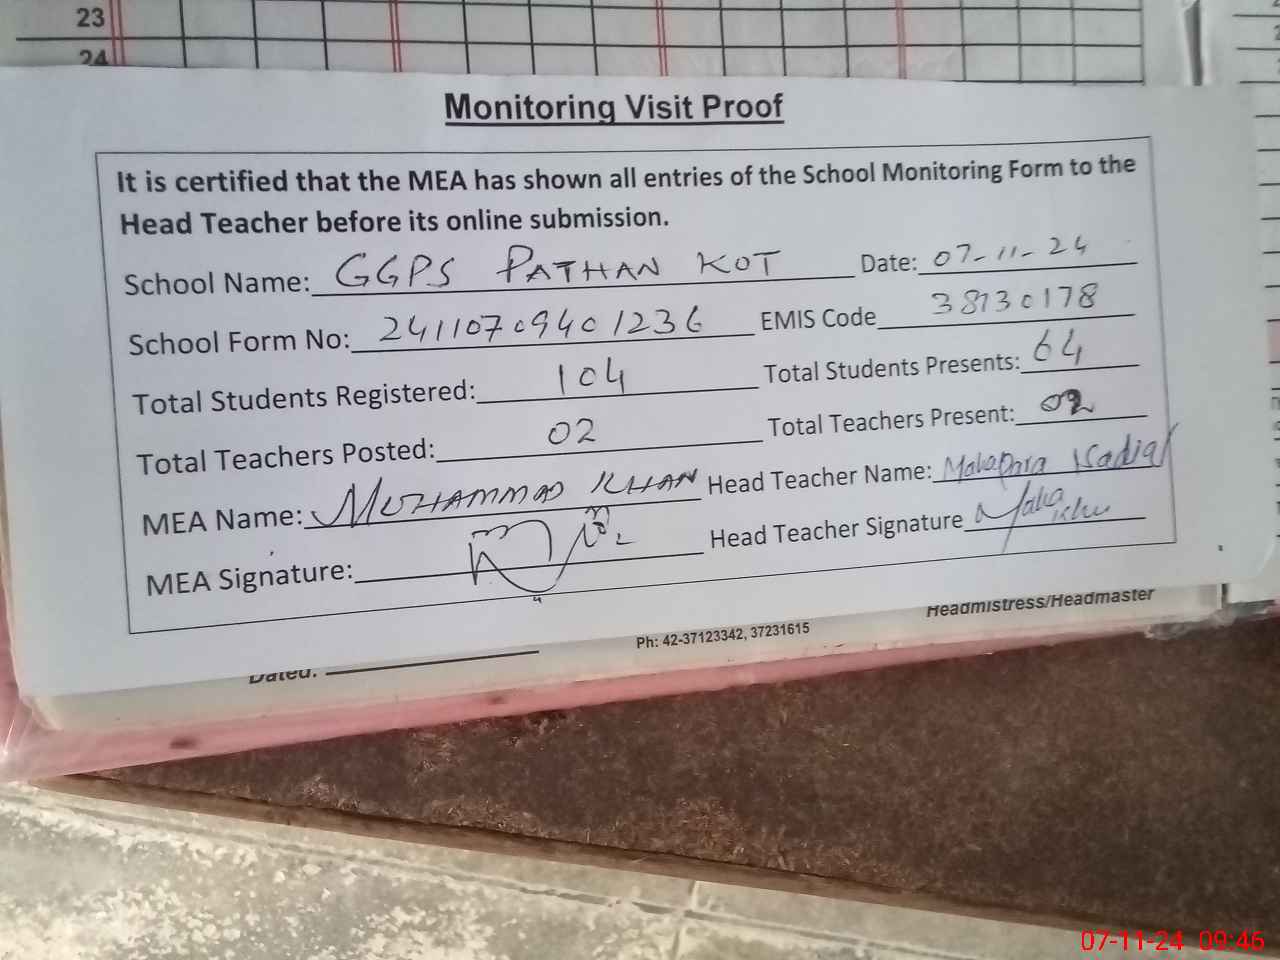 23
24
Monitoring Visit Proof
It is certified that the MEA has shown all entries of the School Monitoring Form to the
Head Teacher before its online submission.
School Name: GGPS PATHAN KOT Date: 07-11-24
School Form No: 24110709401236 EMIS Code 38130178
Total Students Registered: 104 Total Students Presents: 64
Total Teachers Posted: 02 Total Teachers Present: 02
MEA Name: MUHAMMAD KHAN Head Teacher Name:
MEA Signature: Head Teacher Signature
Headmistress/Headmaster
Ph: 42-37123342, 37231615
Dated:
07-11-24 09:46